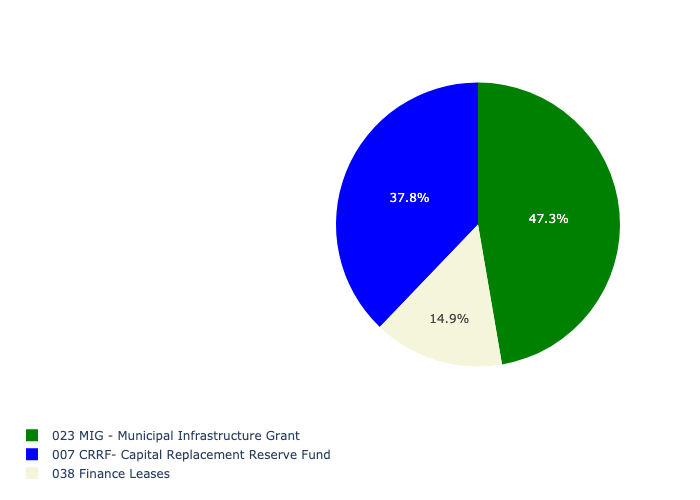 37.8%
47.3%
14.9%
023 MIG - Municipal Infrastructure Grant
007 CRRF- Capital Replacement Reserve Fund
038 Finance Leases